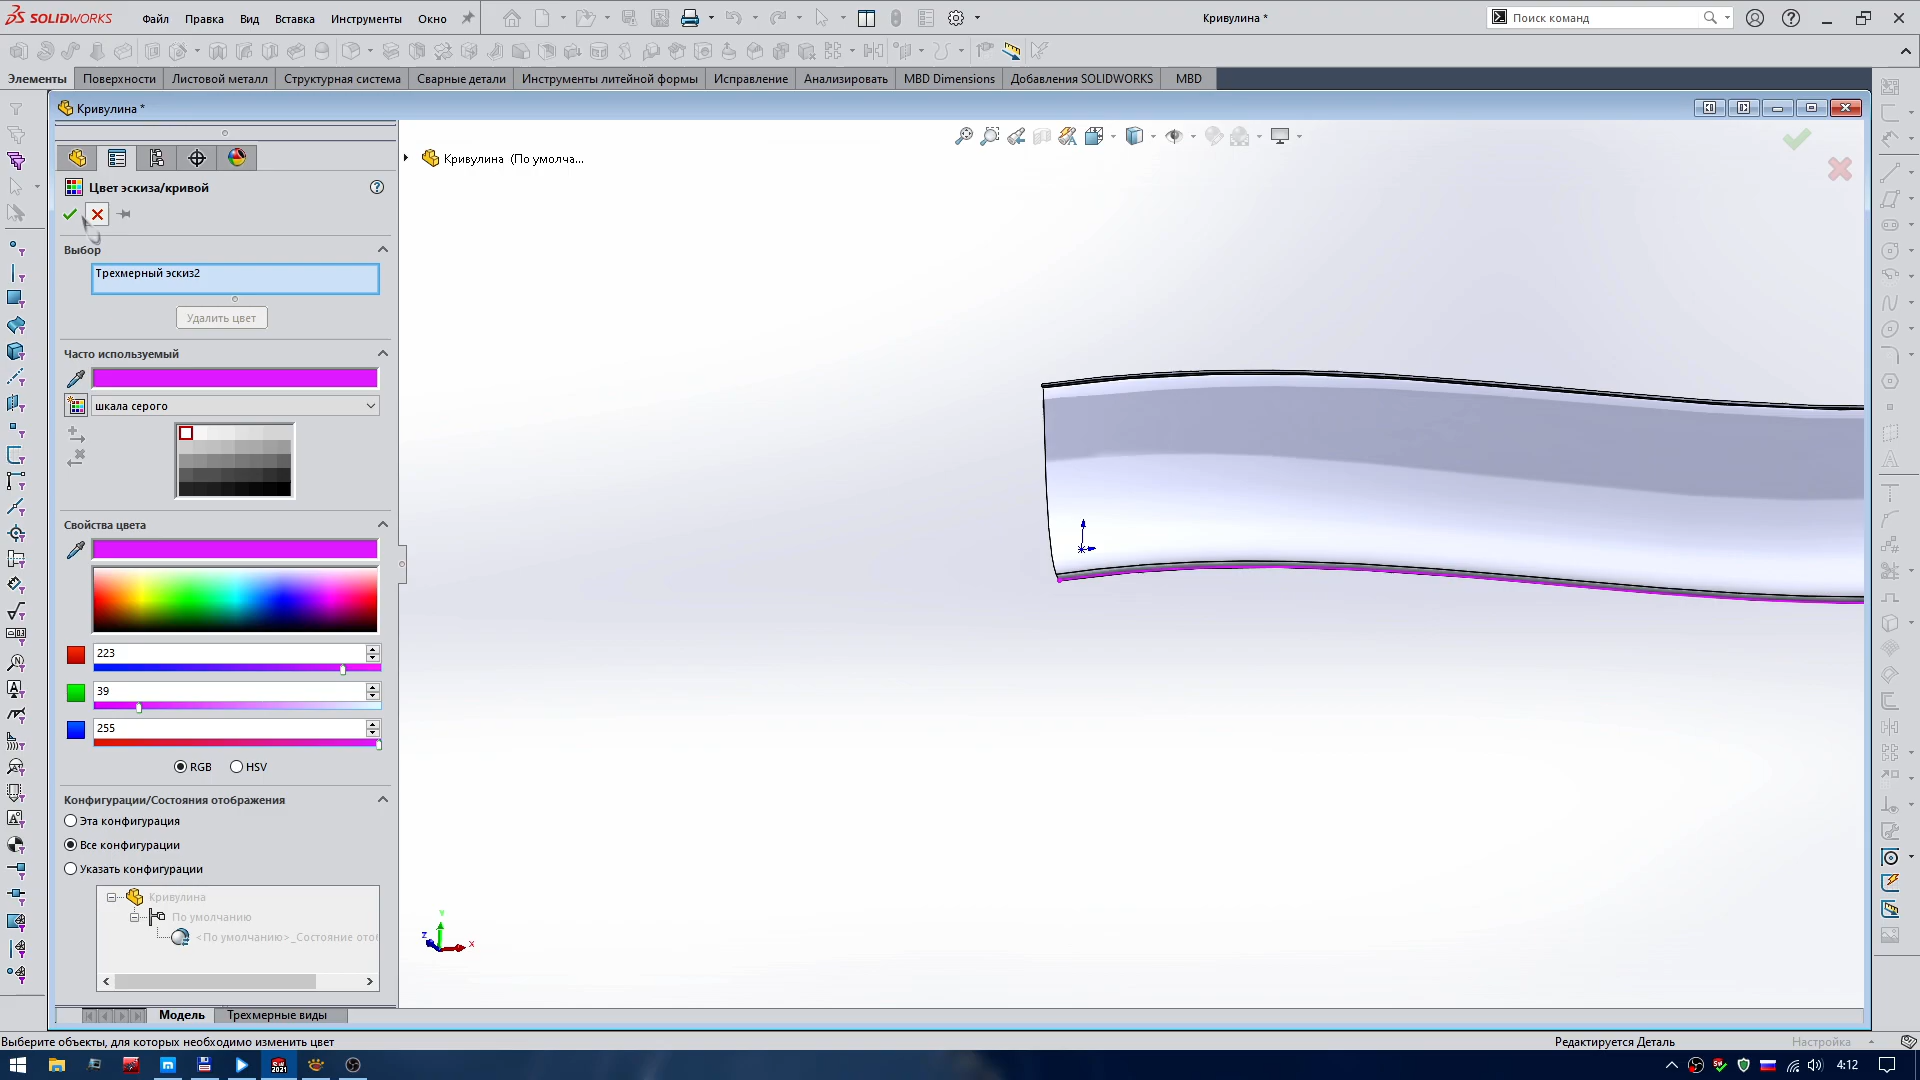 SOLIDWORKS
Файл
Правка
Вид
Вставка
Инструменты
Окно
Кривулина *
Поиск команд
Элементы
Поверхности
Листовой металл
Структурная система
Сварные детали
Инструменты литейной формы
Исправление
Анализировать
MBD Dimensions
Добавления SOLIDWORKS
MBD
Кривулина *
Кривулина (По умолча...
Цвет эскиза/кривой
Выбор
Трехмерный эскиз2
Удалить цвет
Часто используемый
шкала серого
Свойства цвета
223
39
255
RGB
HSV
Конфигурации/Состояния отображения
Эта конфигурация
Все конфигурации
Указать конфигурации
Кривулина
По умолчанию
<По умолчанию>_Состояние ото
Y
Z
X
Модель
Трехмерные виды
Выберите объекты, для которых необходимо изменить цвет
Редактируется Деталь
Настройка
4:12